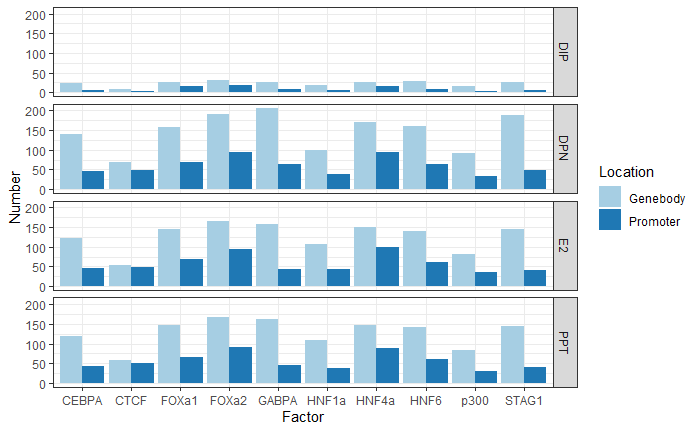 200
150
100
50
0
DIP
200
150
100
50
0
DPN
200
150
100
50
0
E2
200
150
100
50
0
PPT
Number
CEBPA CTCF FOXa1 FOXa2 GABPA HNF1a HNF4a HNF6 p300 STAG1
Factor
Location
Genebody
Promoter